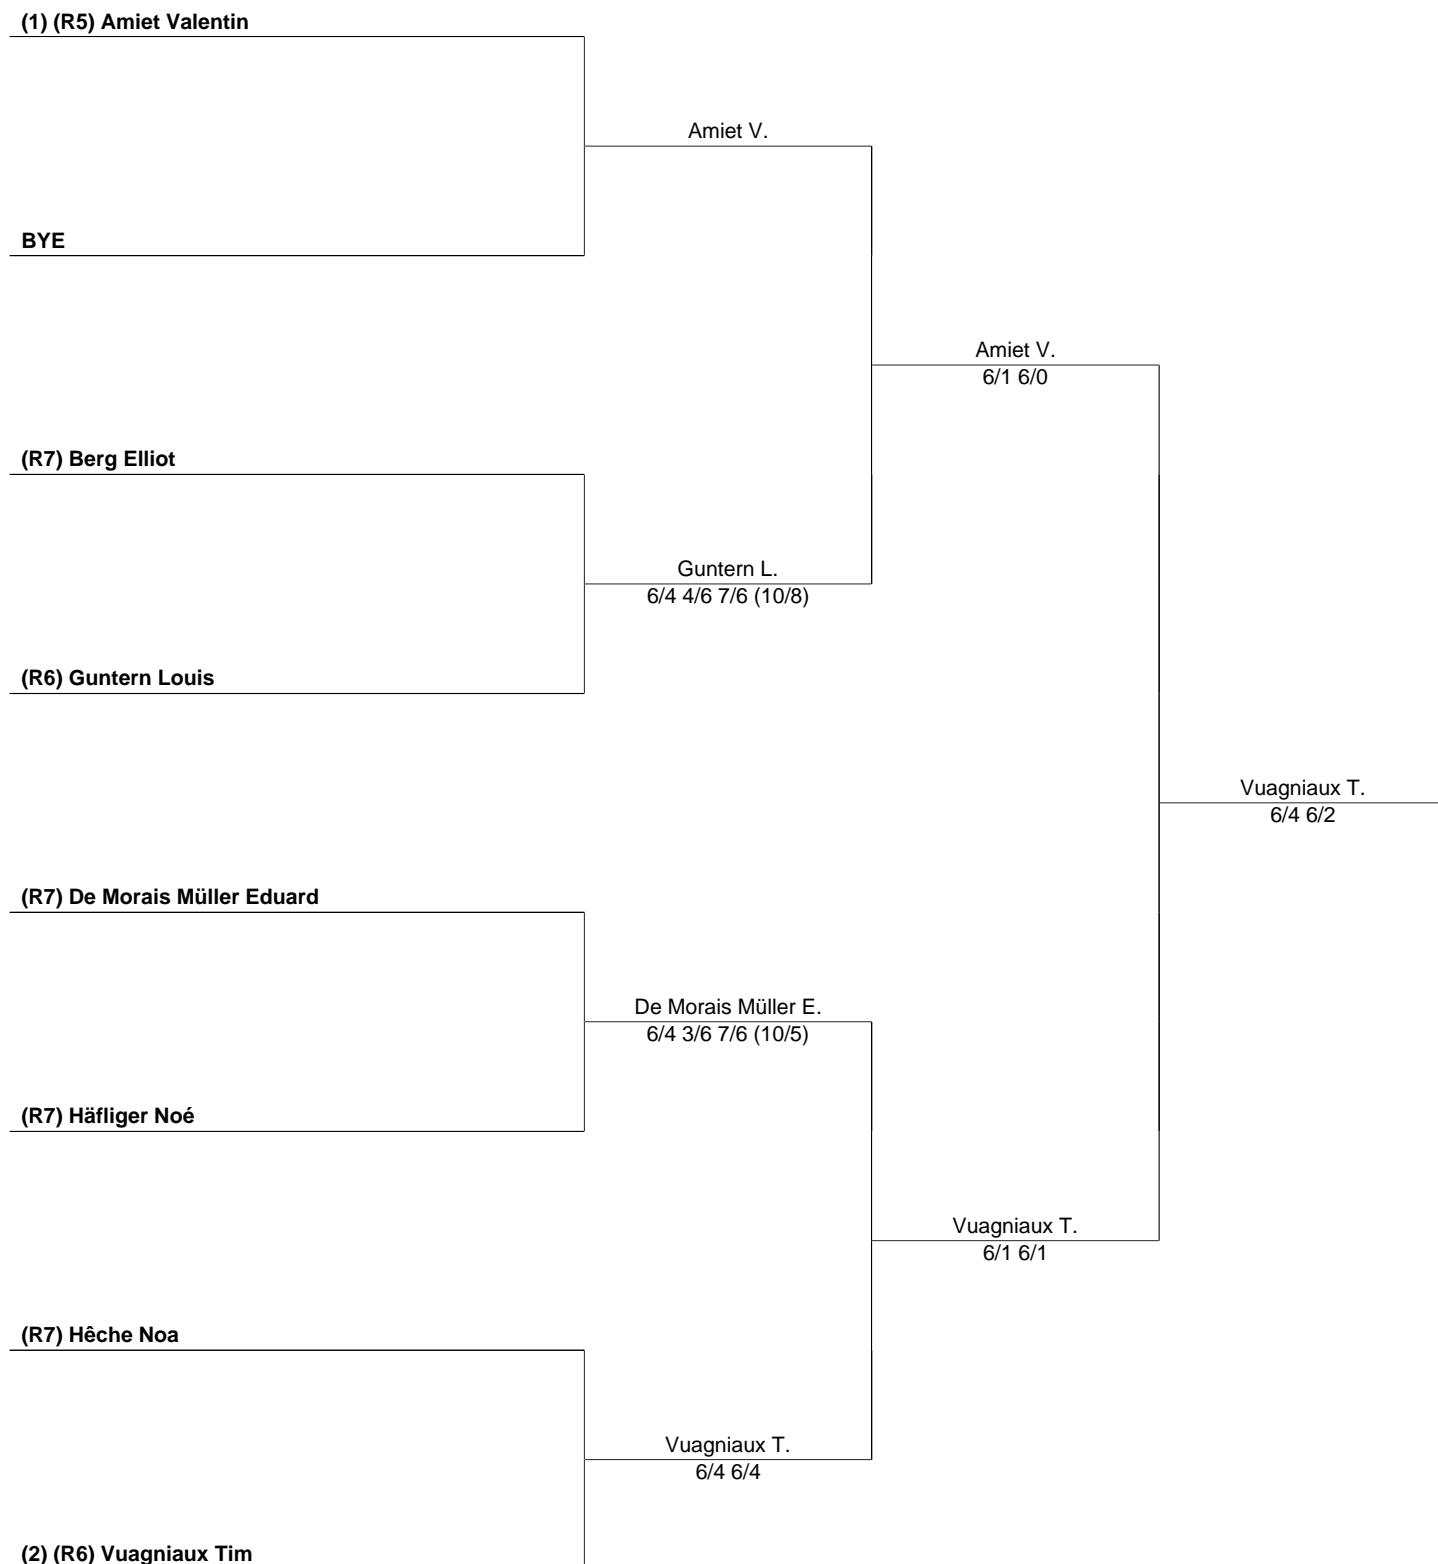 (1) (R5) Amiet Valentin
Amiet V.
BYE
Amiet V.
6/1 6/0
(R7) Berg Elliot
Guntern L.
6/4 4/6 7/6 (10/8)
(R6) Guntern Louis
Vuagniaux T.
6/4 6/2
(R7) De Morais Müller Eduard
De Morais Müller E.
6/4 3/6 7/6 (10/5)
(R7) Häfliger Noé
Vuagniaux T.
6/1 6/1
(R7) Hêche Noa
Vuagniaux T.
6/4 6/4
(2) (R6) Vuagniaux Tim